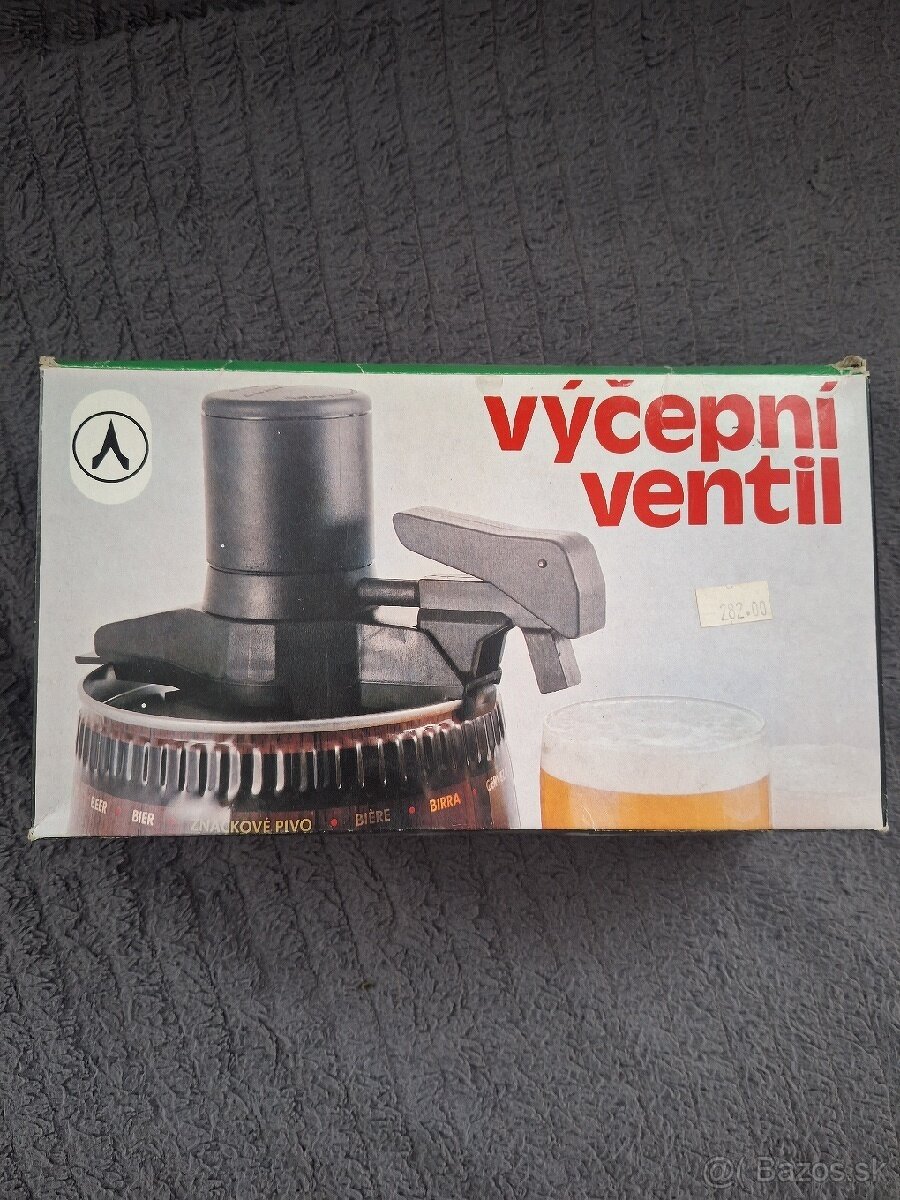 výčepní
ventil
282.00
BEER BIER ZNAČKOVÉ PIVO • BIÈRE • BIRRA
@ Bazos.sk